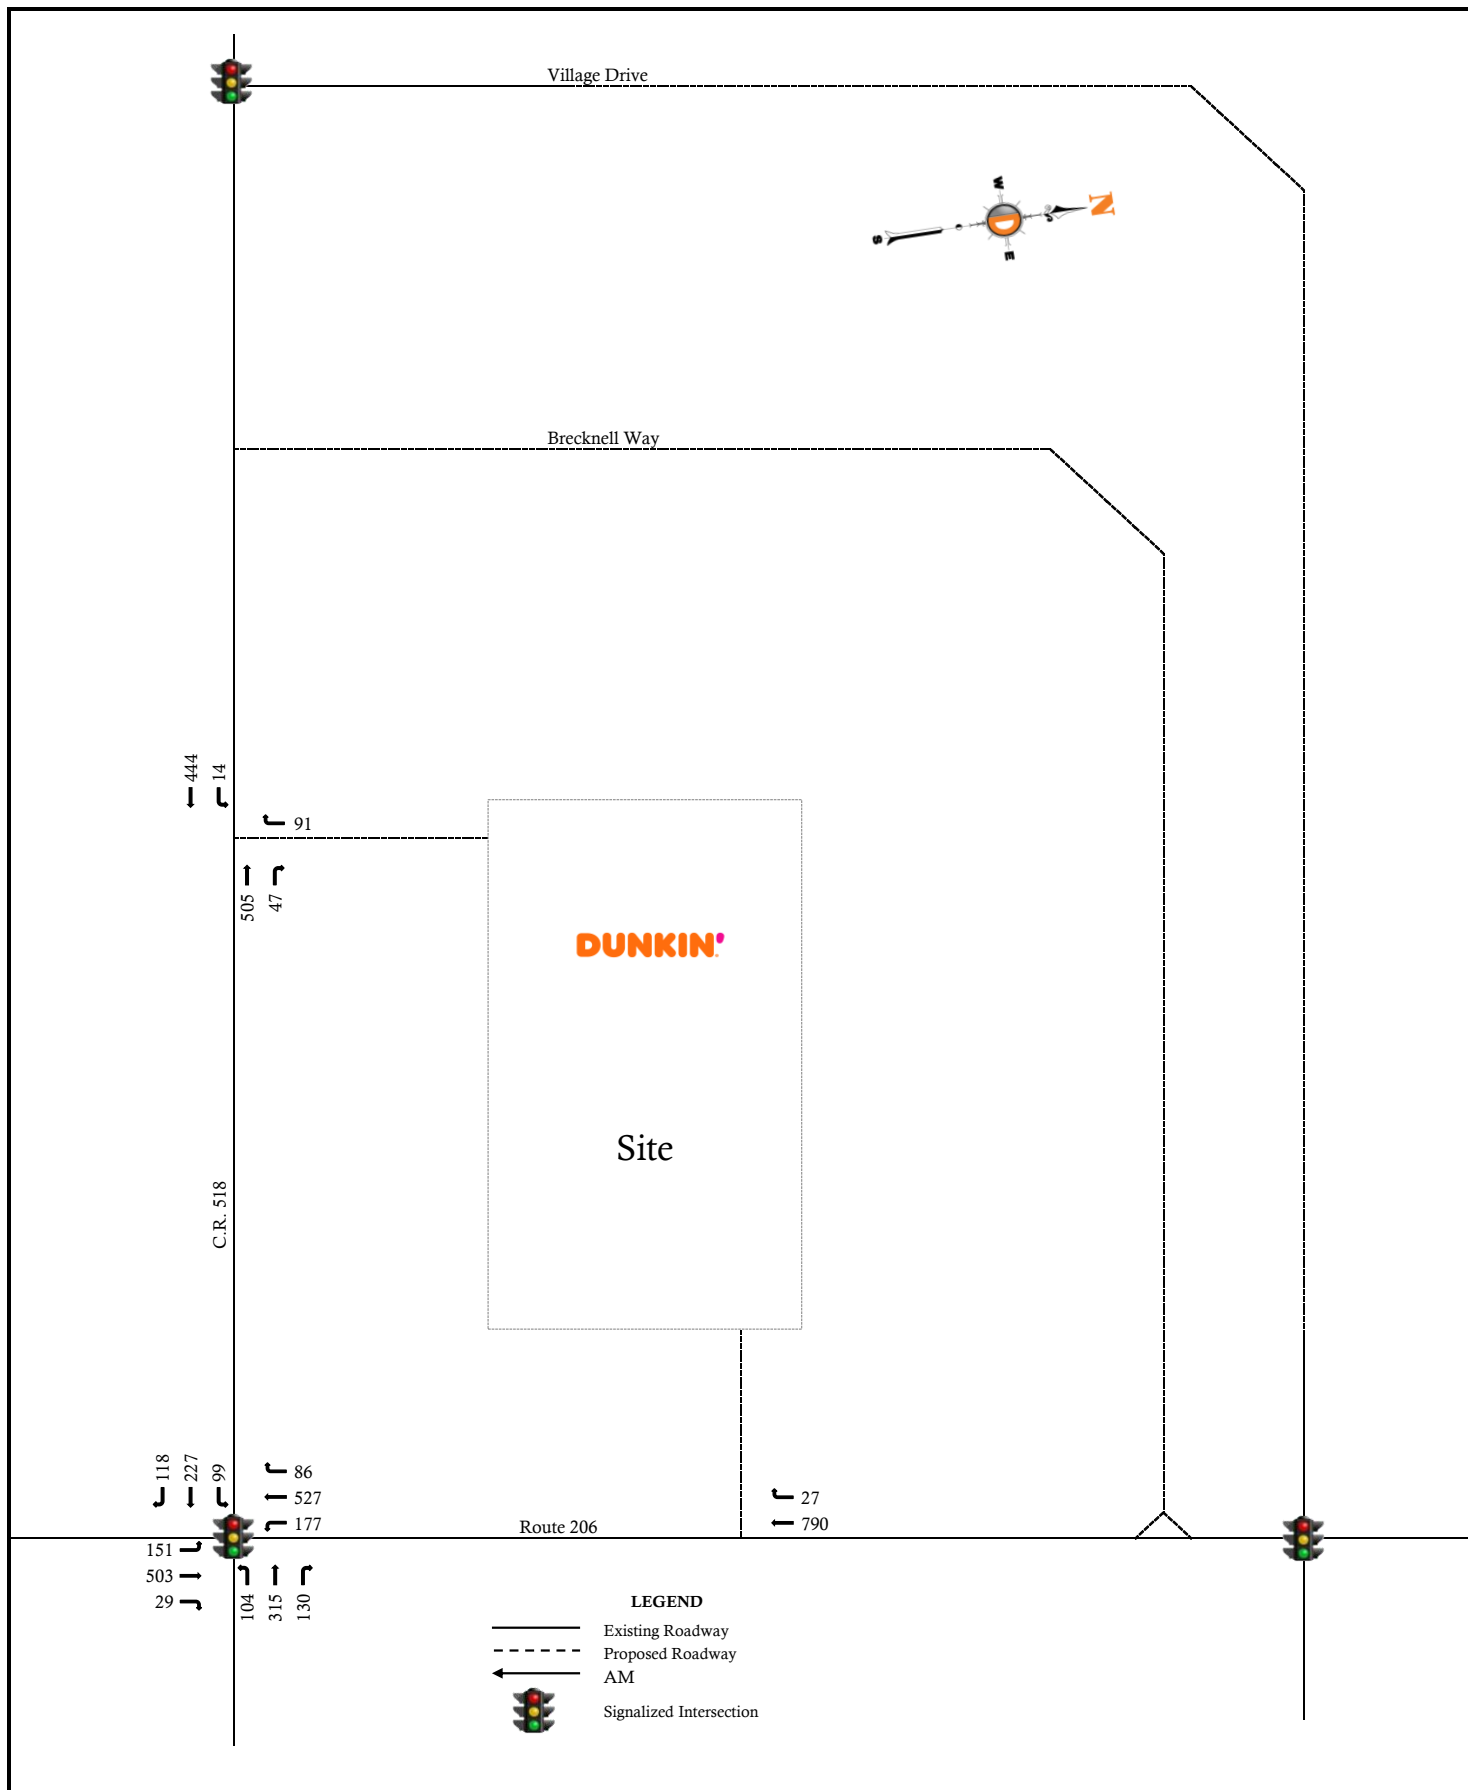 Village Drive
W
N
S
D
E
Brecknell Way
444
14
91
505
47
DUNKIN'
Site
C.R. 518
118
227
99
86
527
177
Route 206
27
790
151
503
29
104
315
130
LEGEND
Existing Roadway
Proposed Roadway
AM
Signalized Intersection